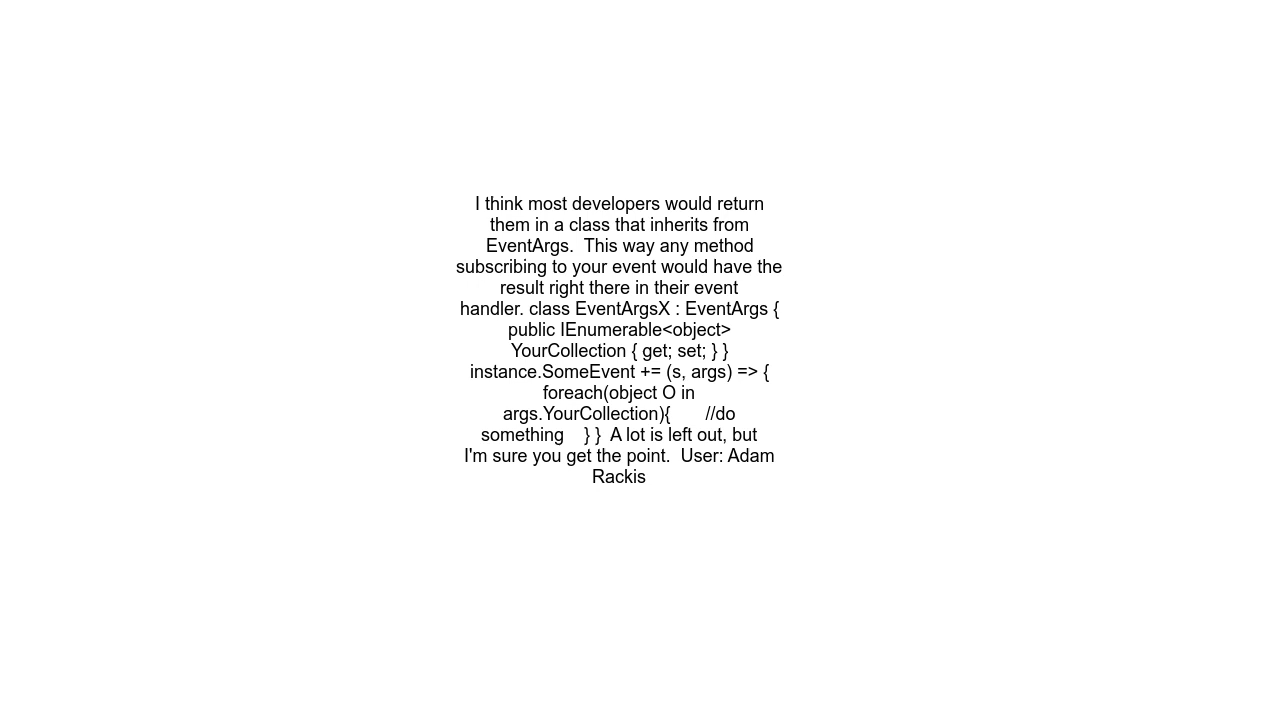 I think most developers would return
them in a class that inherits from
EventArgs.  This way any method
subscribing to your event would have the
result right there in their event
handler. class EventArgsX : EventArgs {
public IEnumerable<object>
YourCollection { get; set; } }
instance.SomeEvent += (s, args) => {
foreach(object O in
args.YourCollection){       //do
something    } }  A lot is left out, but
I'm sure you get the point.  User: Adam
Rackis